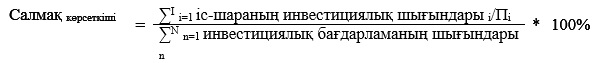 Салмақ көрсеткіші = ∑I i=1 іс-шараның инвестициялық шығындары i/Пi * 100%
∑N n=1 инвестициялық бағдарламаның шығындары
n